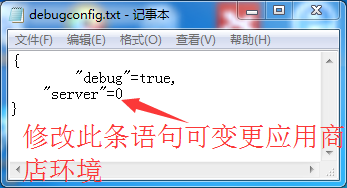 debugconfig.txt - 记事本
文件(F) 编辑(E) 格式(O) 查看(V) 帮助(H)
{
"debug"=true,
"server"=0
}
修改此条语句可变更应用商
店环境